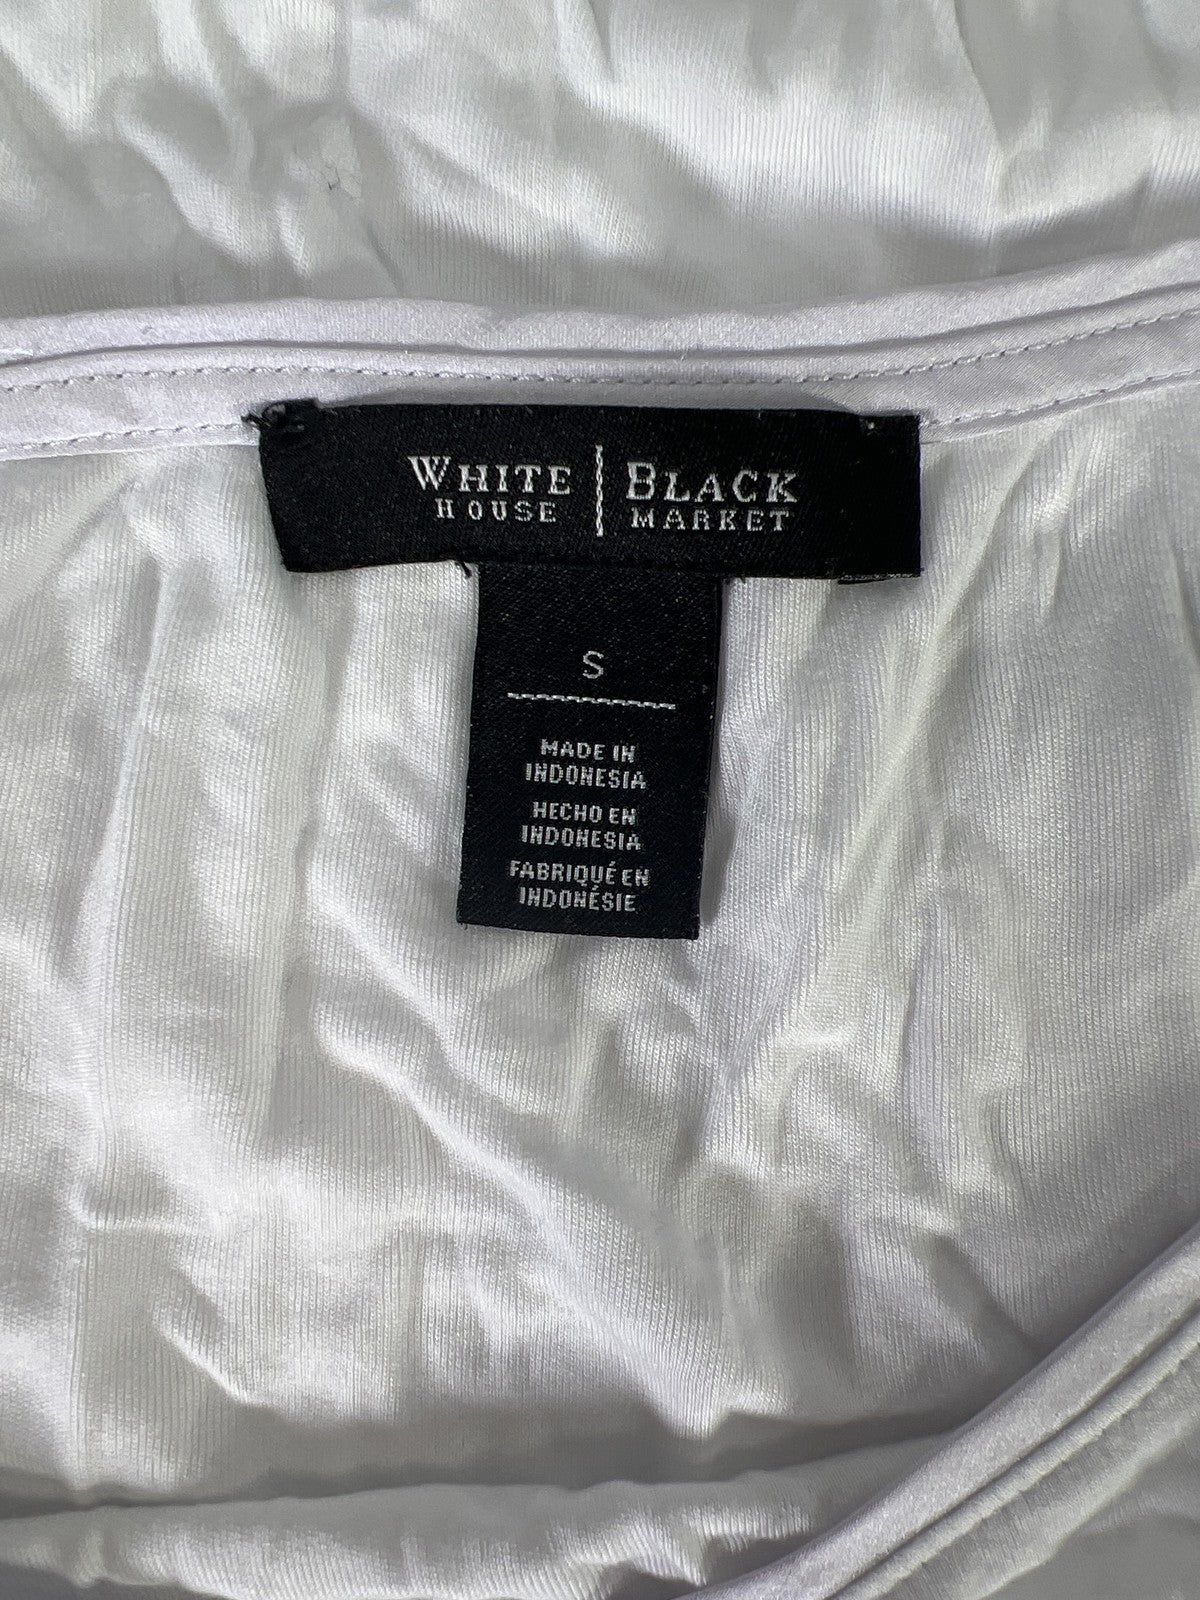 WHITE | BLACK
HOUSE | MARKET
S
MADE IN
INDONESIA
HECHO EN
INDONESIA
FABRIQUÉ EN
INDONÉSIE